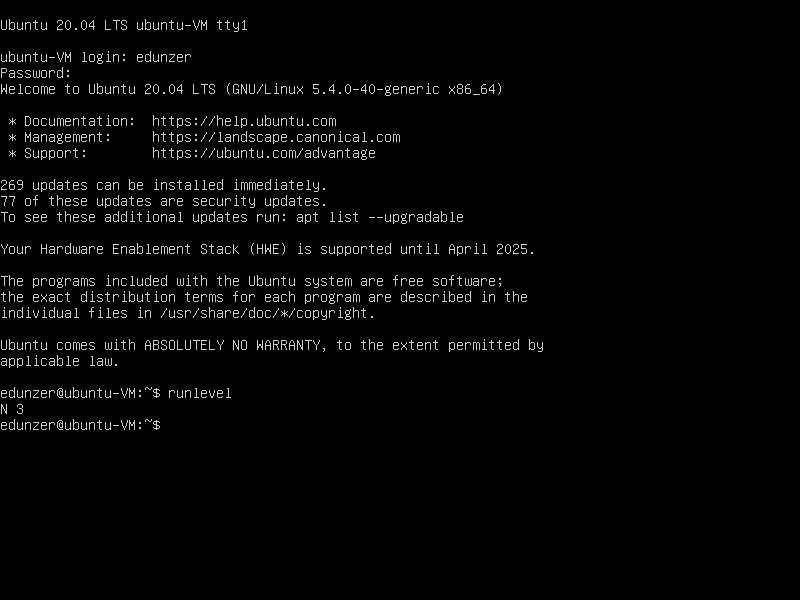 Ubuntu 20.04 LTS ubuntu-VM tty1
ubuntu-VM login: edunzer
Password:
Welcome to Ubuntu 20.04 LTS (GNU/Linux 5.4.0-40-generic x86_64)
* Documentation:  https://help.ubuntu.com
* Management:     https://landscape.canonical.com
* Support:        https://ubuntu.com/advantage
269 updates can be installed immediately.
77 of these updates are security updates.
To see these additional updates run: apt list --upgradable
Your Hardware Enablement Stack (HWE) is supported until April 2025.
The programs included with the Ubuntu system are free software;
the exact distribution terms for each program are described in the
individual files in /usr/share/doc/*/copyright.
Ubuntu comes with ABSOLUTELY NO WARRANTY, to the extent permitted by
applicable law.
edunzer@ubuntu-VM:~$ runlevel
N 3
edunzer@ubuntu-VM:~$